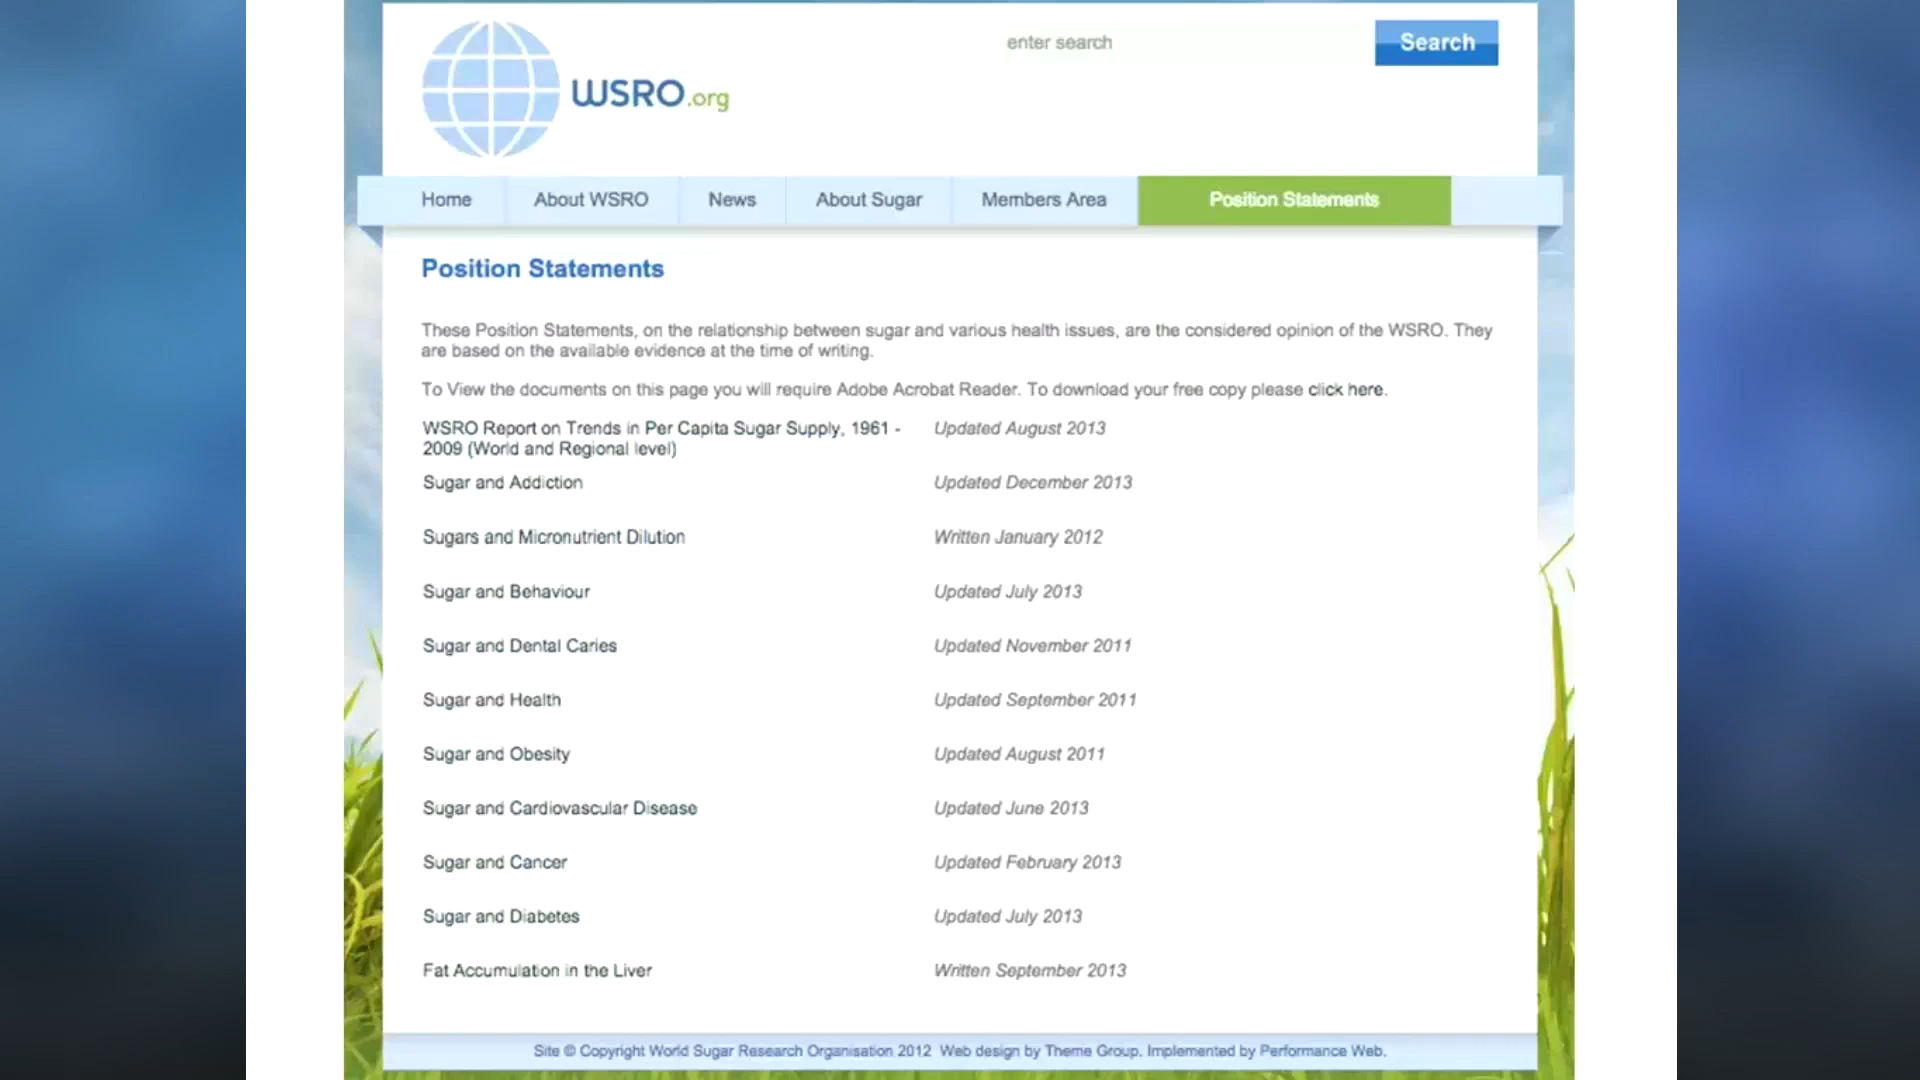 WSRO.org
enter search
Search
Home
About WSRO
News
About Sugar
Members Area
Position Statements
Position Statements
These Position Statements, on the relationship between sugar and various health issues, are the considered opinion of the WSRO. They
are based on the available evidence at the time of writing.
To View the documents on this page you will require Adobe Acrobat Reader. To download your free copy please click here.
WSRO Report on Trends in Per Capita Sugar Supply, 1961 - Updated August 2013
2009 (World and Regional level)
Sugar and Addiction Updated December 2013
Sugars and Micronutrient Dilution Written January 2012
Sugar and Behaviour Updated July 2013
Sugar and Dental Caries Updated November 2011
Sugar and Health Updated September 2011
Sugar and Obesity Updated August 2011
Sugar and Cardiovascular Disease Updated June 2013
Sugar and Cancer Updated February 2013
Sugar and Diabetes Updated July 2013
Fat Accumulation in the Liver Written September 2013
Site © Copyright World Sugar Research Organisation 2012 Web design by Theme Group. Implemented by Performance Web.